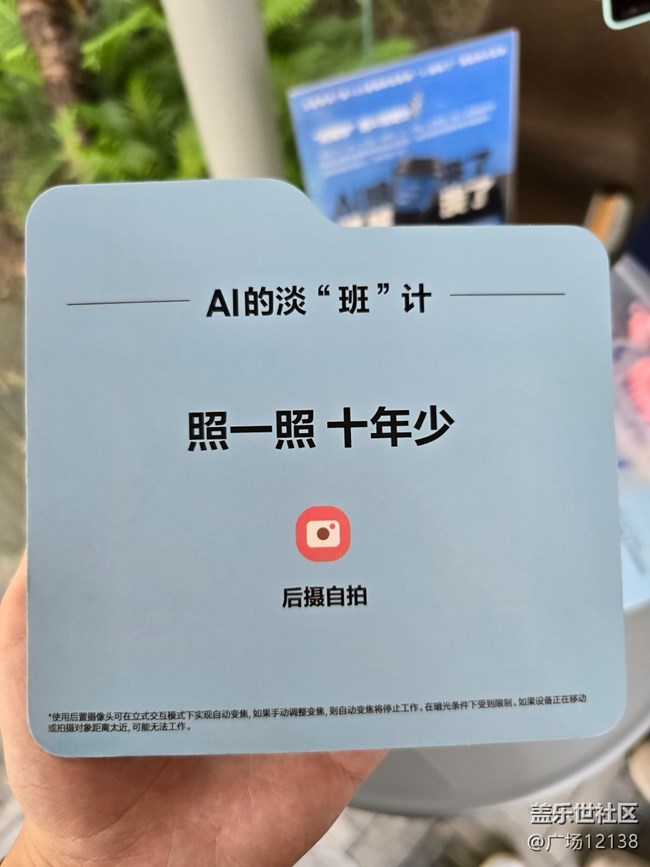 AI的淡“班”计
照一照 十年少
后摄自拍
*使用后置摄像头可在立式交互模式下实现自动变焦, 如果手动调整变焦, 则自动变焦将停止工作。在暗光条件下受到限制。如果设备正在移动
或拍摄对象距离太近, 可能无法工作。
盖乐世社区
@广场12138